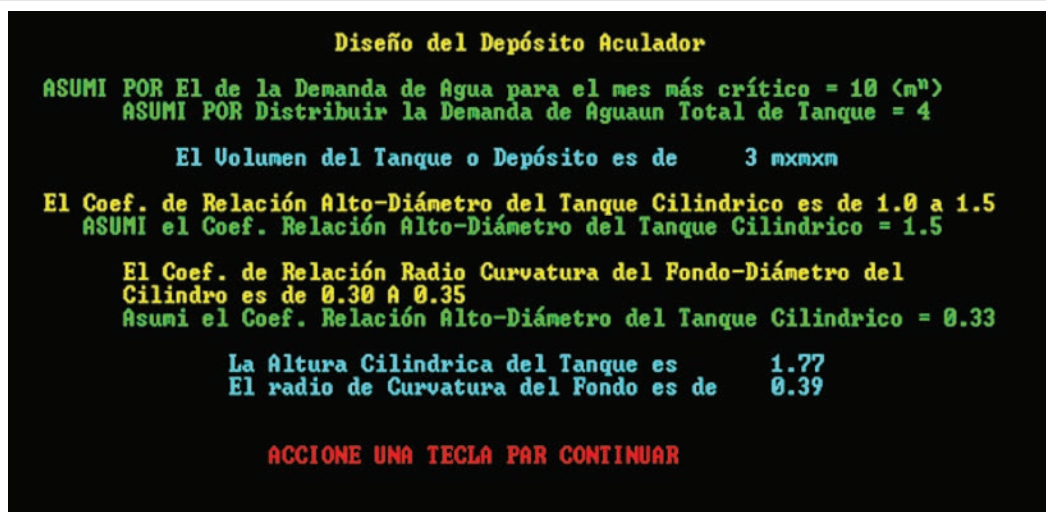 Diseño del Depósito Aculador
ASUMI POR El de la Demanda de Agua para el mes más crítico = 10 (mⁿ)
ASUMI POR Distribuir la Demanda de Aguaun Total de Tanque = 4
El Volumen del Tanque o Depósito es de 3 mxmxm
El Coef. de Relación Alto-Diámetro del Tanque Cilindrico es de 1.0 a 1.5
ASUMI el Coef. Relación Alto-Diámetro del Tanque Cilindrico = 1.5
El Coef. de Relación Radio Curvatura del Fondo-Diámetro del
Cilindro es de 0.30 A 0.35
Asumi el Coef. Relación Alto-Diámetro del Tanque Cilindrico = 0.33
La Altura Cilindrica del Tanque es 1.77
El radio de Curvatura del Fondo es de 0.39
ACCIONE UNA TECLA PAR CONTINUAR